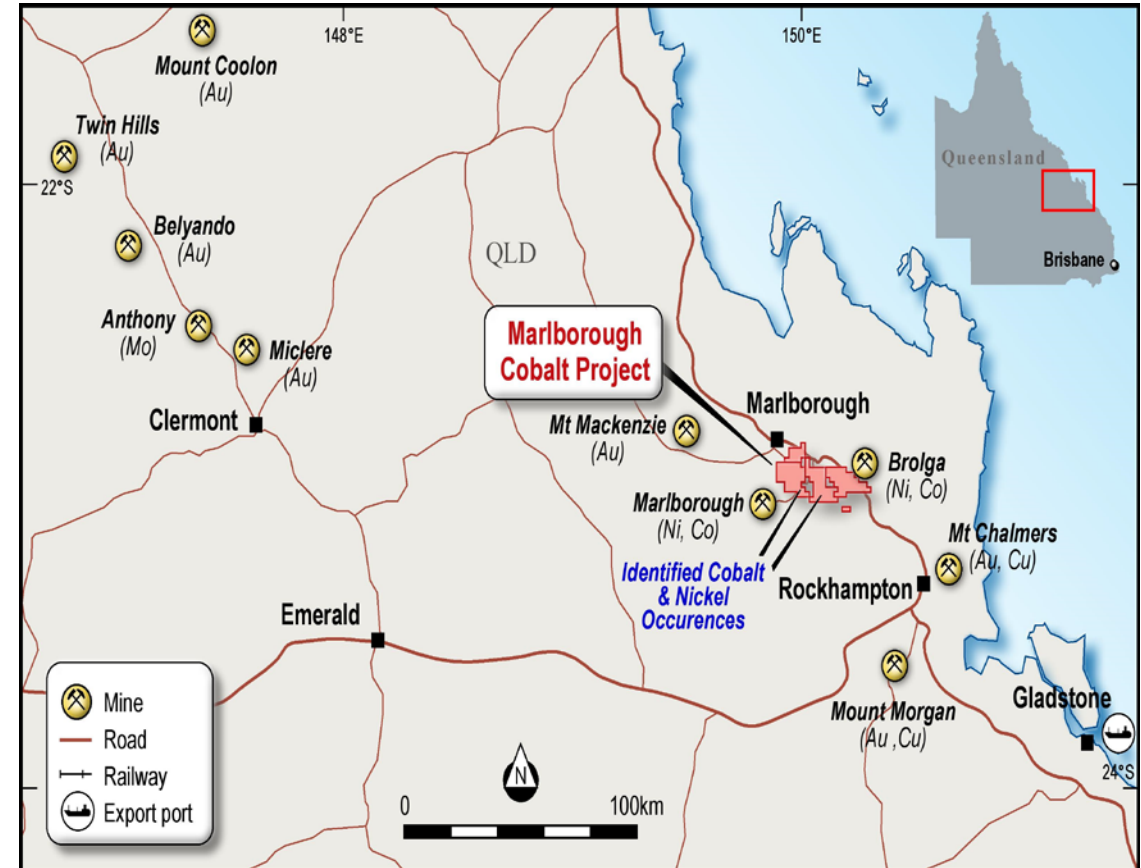 148°E
150°E
Mount Coolon
(Au)
Twin Hills
(Au)
22°S
Queensland
Brisbane
Belyando
(Au)
QLD
Anthony
(Mo)
Miclere
(Au)
Marlborough
Cobalt Project
Clermont
Mt Mackenzie
(Au)
Marlborough
Brolga
(Ni, Co)
Marlborough
(Ni, Co)
Mt Chalmers
(Au, Cu)
Identified Cobalt
& Nickel
Occurences
Rockhampton
Emerald
Mine
Road
Railway
Export port
Mount Morgan
(Au ,Cu)
Gladstone
24°S
N
0
100km